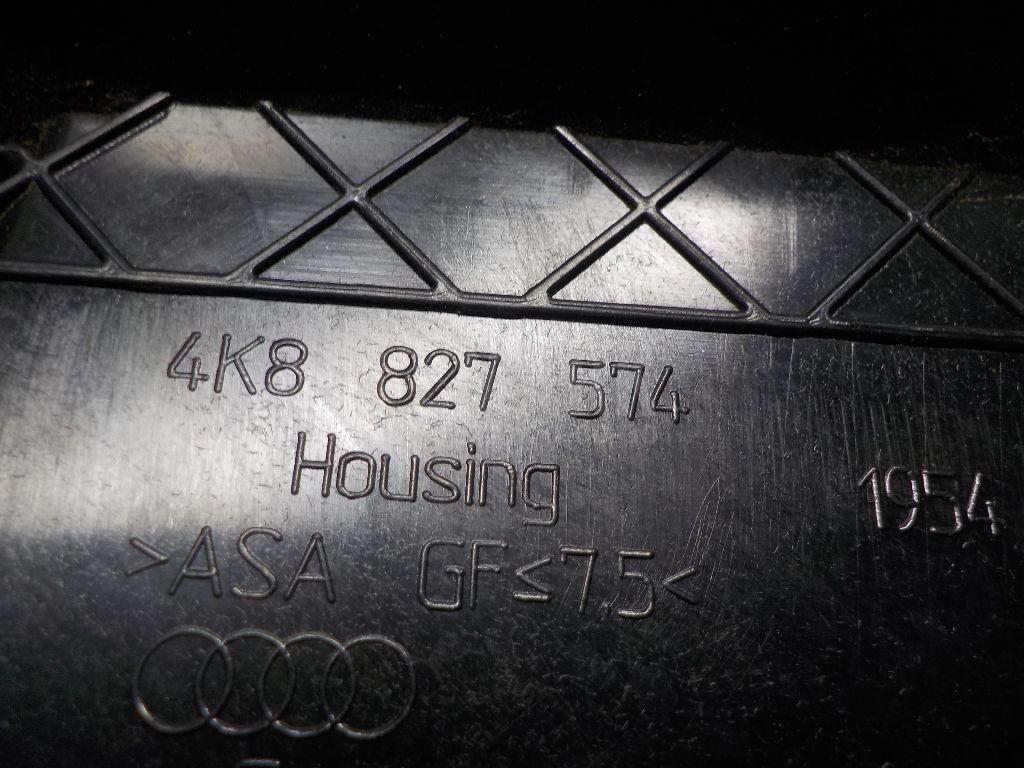 4K8 827 574
Housing
1954
>ASA GF≤7.5<